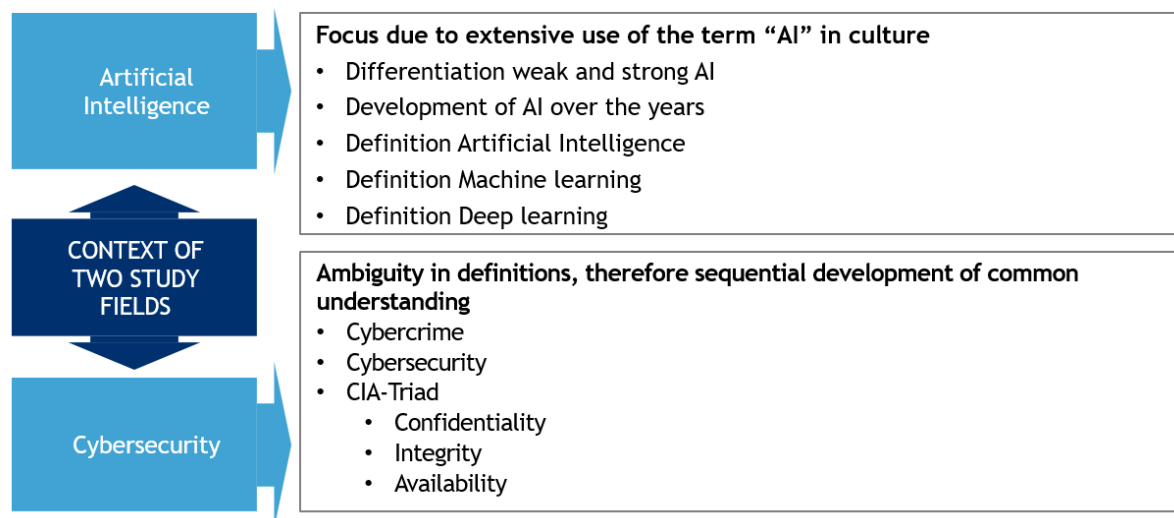 Artificial
Intelligence
Focus due to extensive use of the term “AI” in culture
• Differentiation weak and strong AI
• Development of AI over the years
• Definition Artificial Intelligence
• Definition Machine learning
• Definition Deep learning
CONTEXT OF
TWO STUDY
FIELDS
Ambiguity in definitions, therefore sequential development of common
understanding
• Cybercrime
• Cybersecurity
• CIA-Triad
• Confidentiality
• Integrity
• Availability
Cybersecurity